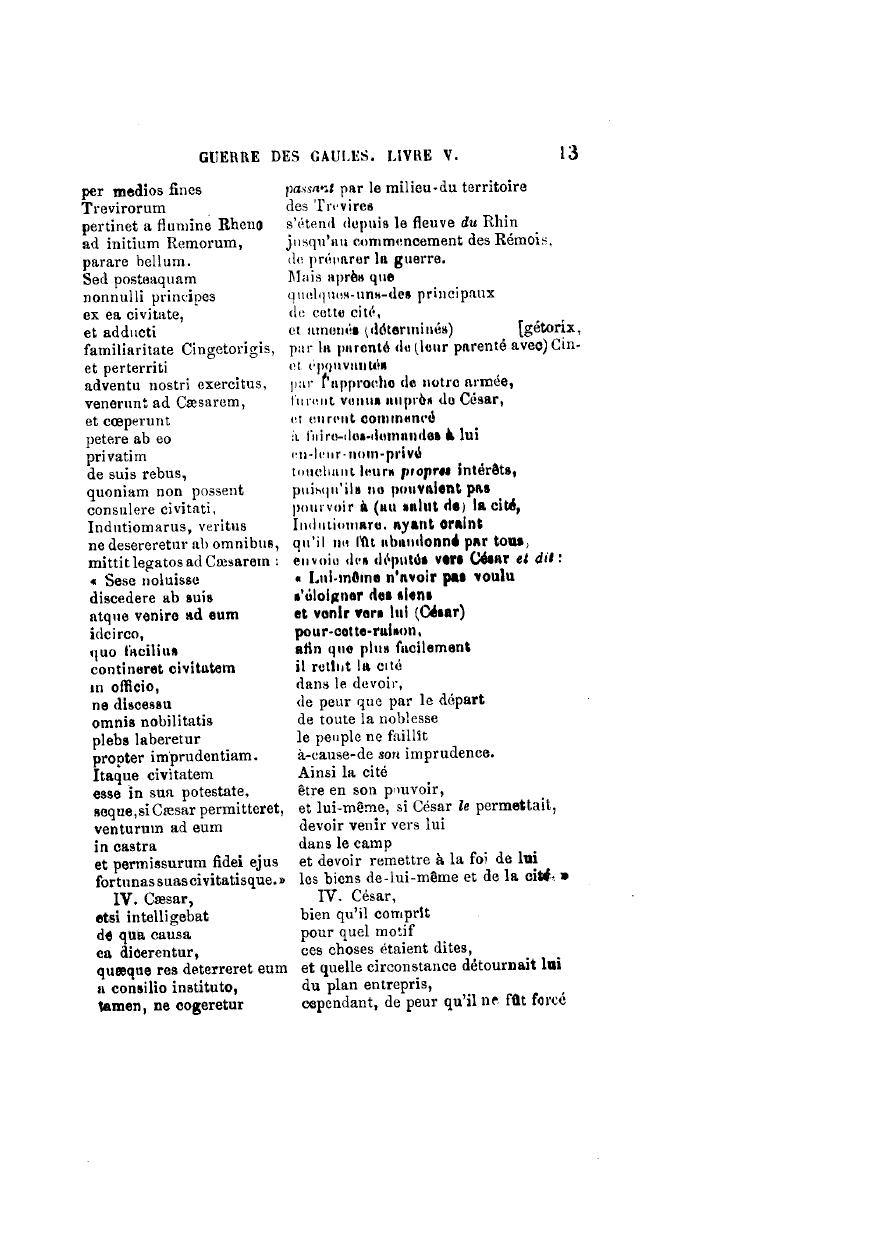 GUERRE DES GAULES. LIVRE V. 13
per medios fines passant par le milieu-du territoire
Trevirorum des Trevires
pertinet a flumine Rheno s'étend depuis le fleuve du Rhin
ad initium Remorum, jusqu'au commencement des Rémois,
parare bellum. de préparer la guerre.
Sed posteaquam Mais après que
nonnulli principes quelques-uns-des principaux
ex ea civitate, de cette cité,
et adducti et amenés (déterminés) [gétorix,
familiaritate Cingetorigis, par la parenté de (leur parenté avec) Cin-
et perterriti et épouvantés
adventu nostri exercitus, par l'approche de notre armée,
venerunt ad Cæsarem, furent venus auprès de César,
et cœperunt et eurent commencé
petere ab eo à faire-des-demandes à lui
privatim en-leur-nom-privé
de suis rebus, touchant leurs propres intérêts,
quoniam non possent puisqu'ils ne pouvaient pas
consulere civitati, pourvoir à (au salut de) la cité,
Indutiomarus, veritus Indutiomare, ayant craint
ne desereretur ab omnibus, qu'il ne fût abandonné par tous,
mittit legatos ad Cæsarem : envoie des députés vers César et dit :
« Sese noluisse « Lui-même n'avoir pas voulu
discedere ab suis s'éloigner des siens
atque venire ad eum et venir vers lui (César)
idcirco, pour-cette-raison,
quo facilius afin que plus facilement
contineret civitatem il retînt la cité
in officio, dans le devoir,
ne discessu de peur que par le départ
omnis nobilitatis de toute la noblesse
plebs laberetur le peuple ne faillît
propter imprudentiam. à-cause-de son imprudence.
Itaque civitatem Ainsi la cité
esse in sua potestate, être en son pouvoir,
seque, si Cæsar permitteret, et lui-même, si César le permettait,
venturum ad eum devoir venir vers lui
in castra dans le camp
et permissurum fidei ejus et devoir remettre à la foi de lui
fortunas suas civitatisque. » les biens de-lui-même et de la cité. »
IV. Cæsar, IV. César,
etsi intelligebat bien qu'il comprît
de qua causa pour quel motif
ea dicerentur, ces choses étaient dites,
quæque res deterreret eum et quelle circonstance détournait lui
a consilio instituto, du plan entrepris,
tamen, ne cogeretur cependant, de peur qu'il ne fût forcé